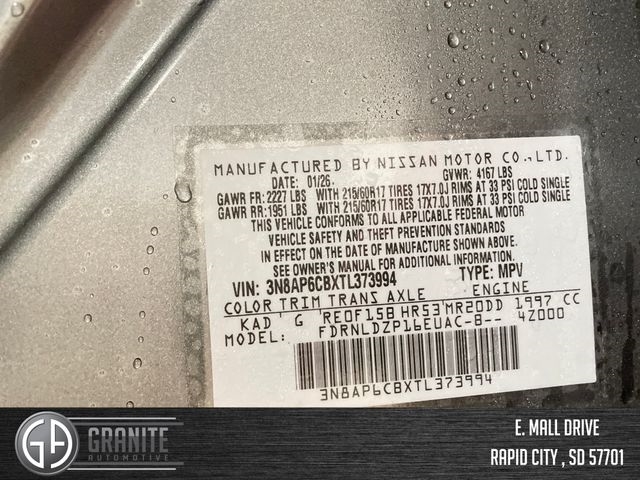 MANUFACTURED BY NISSAN MOTOR CO., LTD.
DATE: 01/26 GVWR: 4167 LBS
GAWR FR: 2227 LBS WITH 215/60R17 TIRES 17X7.0J RIMS AT 33 PSI COLD SINGLE
GAWR RR: 1951 LBS WITH 215/60R17 TIRES 17X7.0J RIMS AT 33 PSI COLD SINGLE
THIS VEHICLE CONFORMS TO ALL APPLICABLE FEDERAL MOTOR
VEHICLE SAFETY AND THEFT PREVENTION STANDARDS
IN EFFECT ON THE DATE OF MANUFACTURE SHOWN ABOVE.
SEE OWNER'S MANUAL FOR ADDITIONAL INFORMATION.
VIN: 3N8AP6CBXTL373994 TYPE: MPV
COLOR TRIM TRANS AXLE ENGINE
KAD G RE0F15B HR53 MR20DD 1997 CC
MODEL: FDRNLDZP16EUAC-B-- 4Z000
3N8AP6CBXTL373994
GA GRANITE
AUTOMOTIVE
E. MALL DRIVE
RAPID CITY , SD 57701